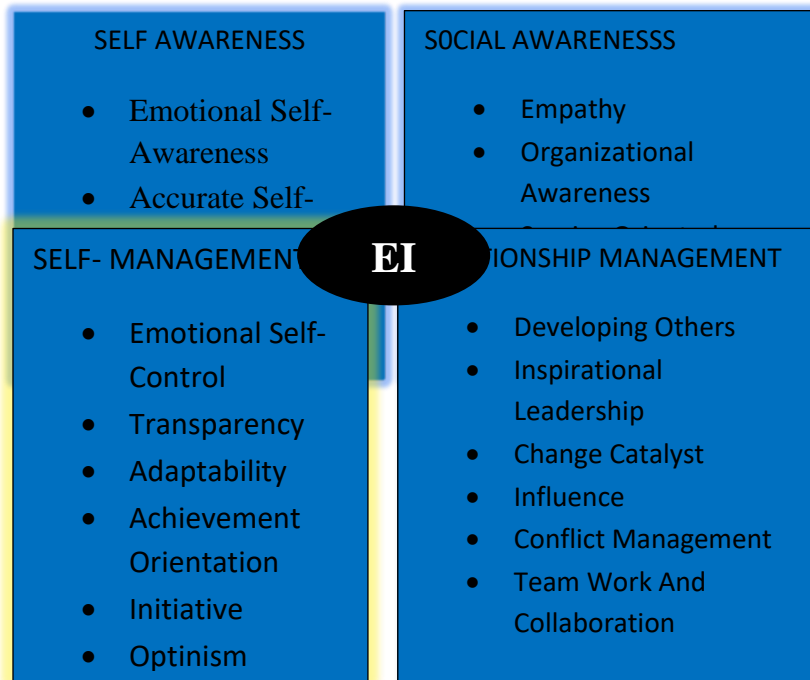 SELF AWARENESS
• Emotional Self-
Awareness
• Accurate Self-
S0CIAL AWARENESSS
• Empathy
• Organizational
Awareness
SELF- MANAGEMENT
• Emotional Self-
Control
• Transparency
• Adaptability
• Achievement
Orientation
• Initiative
• Optinism
EI
TIONSHIP MANAGEMENT
• Developing Others
• Inspirational
Leadership
• Change Catalyst
• Influence
• Conflict Management
• Team Work And
Collaboration